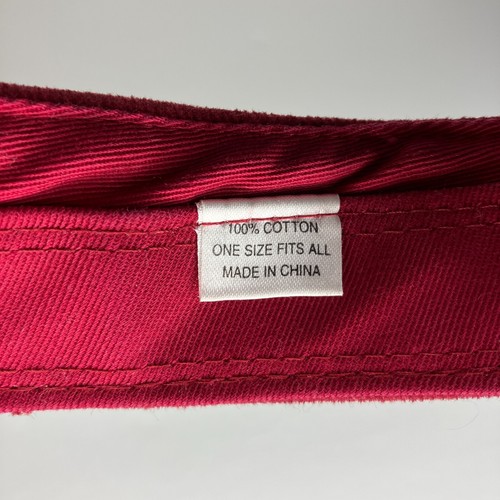 100% COTTON
ONE SIZE FITS ALL
MADE IN CHINA